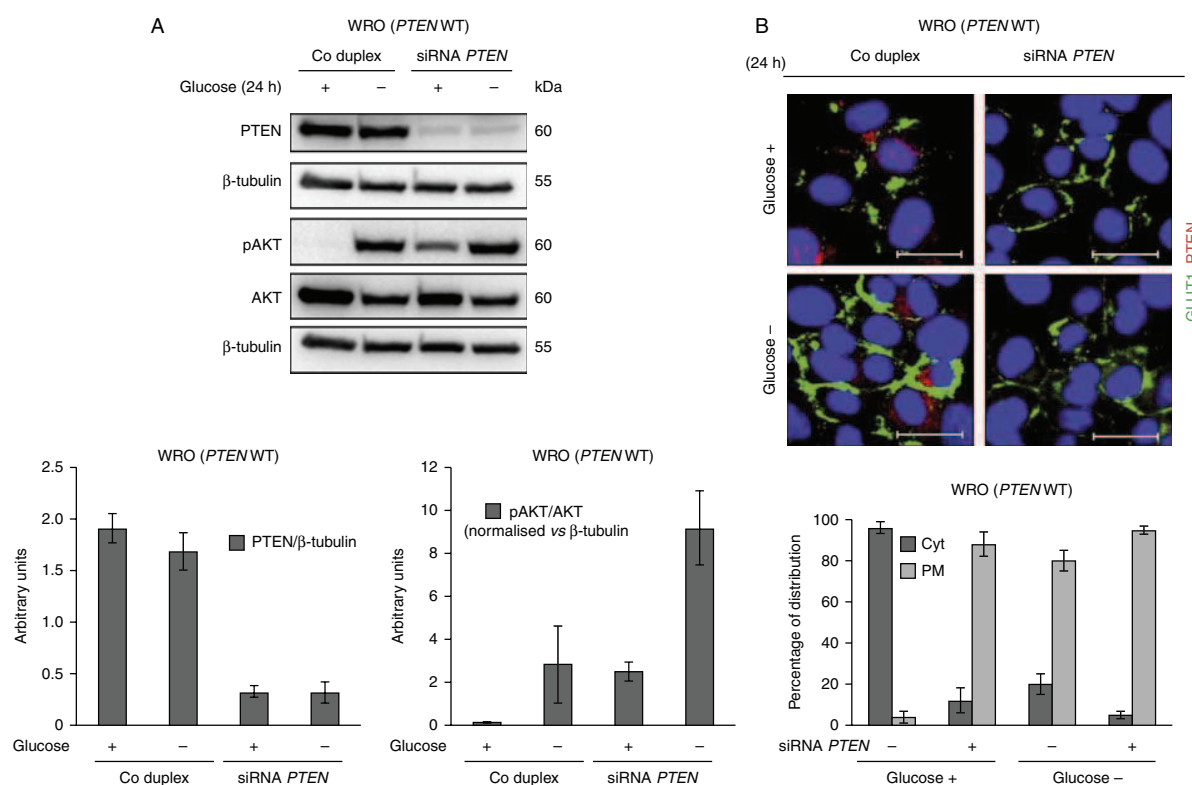 A
WRO (PTEN WT)
Co duplex siRNA PTEN
Glucose (24 h) + – + – kDa
PTEN 60
β-tubulin 55
pAKT 60
AKT 60
β-tubulin 55
B
WRO (PTEN WT)
(24 h) Co duplex siRNA PTEN
Glucose +
Glucose –
GLUT1 PTEN
WRO (PTEN WT)
2.5
2.0
1.5
1.0
0.5
0
Arbitrary units
PTEN/β-tubulin
Glucose + – + –
Co duplex siRNA PTEN
WRO (PTEN WT)
12
10
8
6
4
2
0
Arbitrary units
pAKT/AKT
(normalised vs β-tubulin
Glucose + – + –
Co duplex siRNA PTEN
WRO (PTEN WT)
100
80
60
40
20
0
Percentage of distribution
Cyt
PM
siRNA PTEN – + – +
Glucose + Glucose –